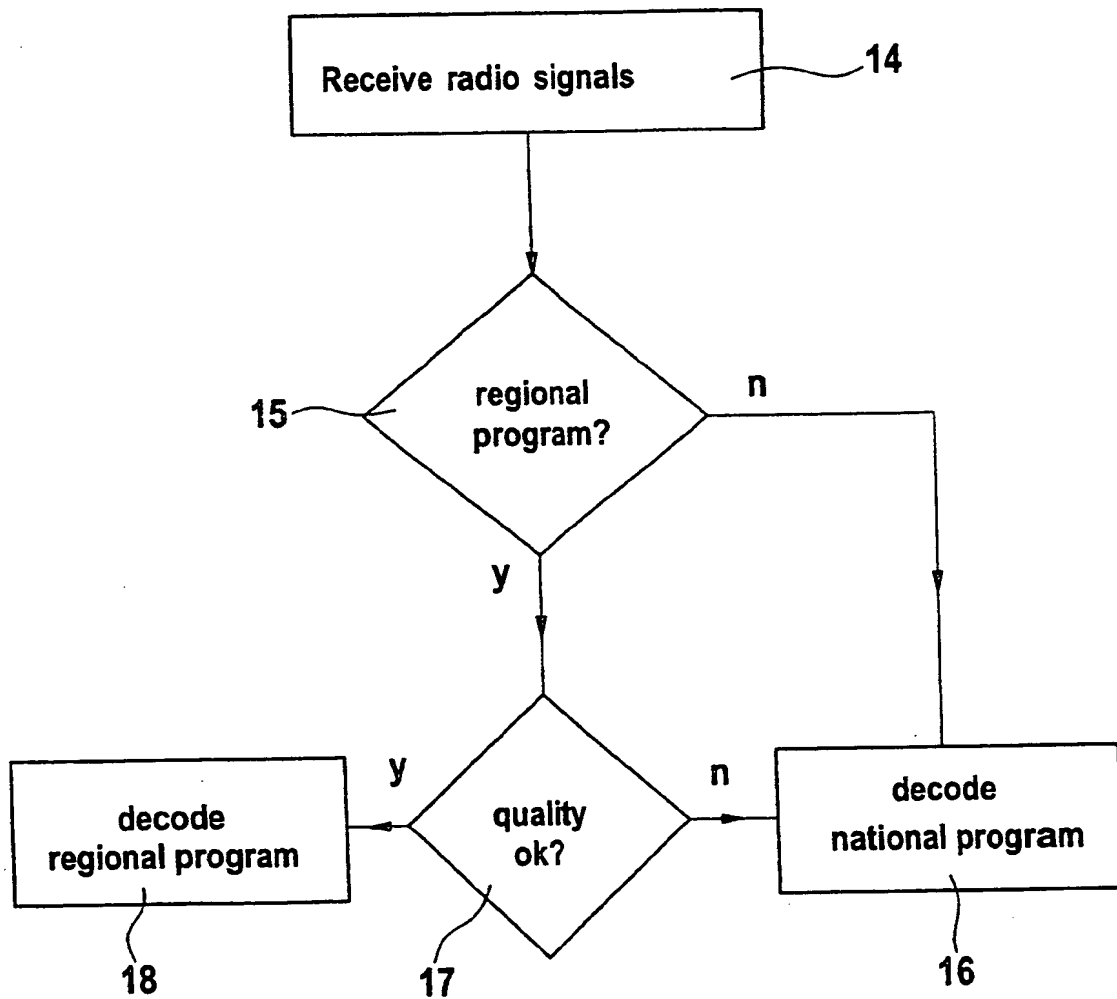 Receive radio signals
14
15
regional
program?
n
y
y
n
decode
regional program
quality
ok?
decode
national program
18
17
16